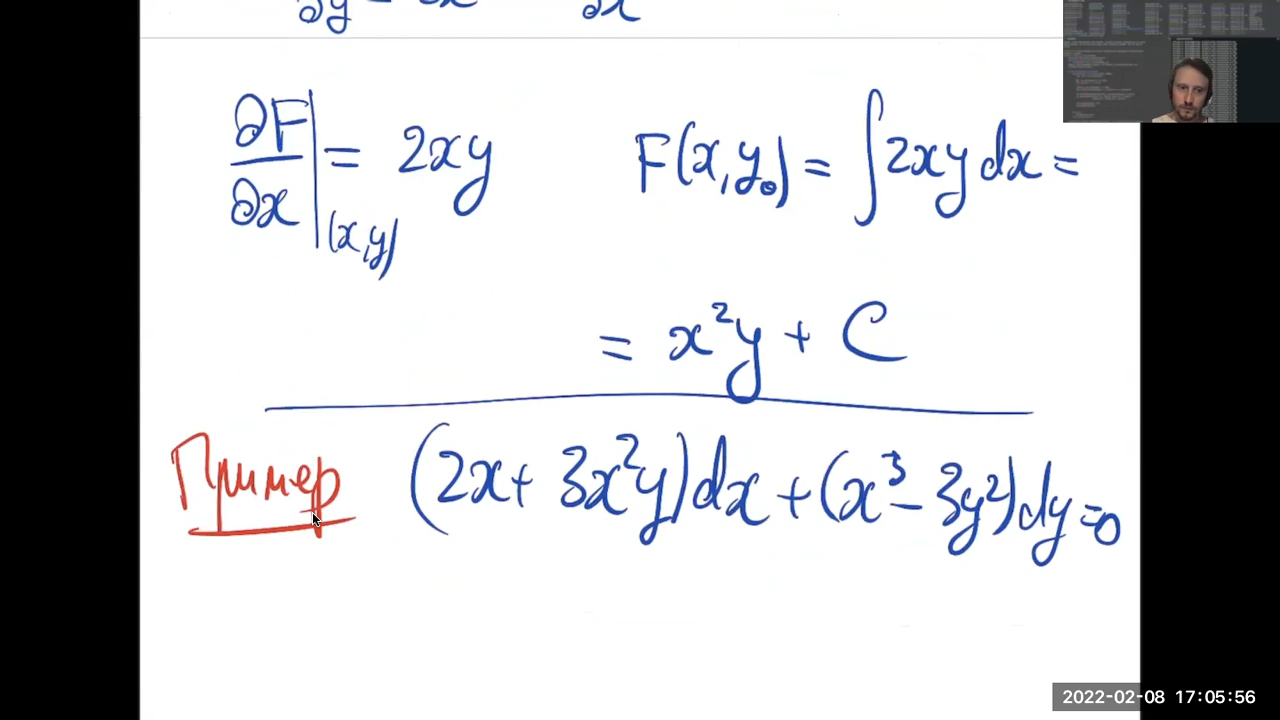 ∂F/∂x |(x,y) = 2xy F(x,y₀) = ∫2xy dx =
= x²y + C
Пример (2x + 3x²y)dx + (x³ − 3y²)dy = 0
2022-02-08 17:05:56